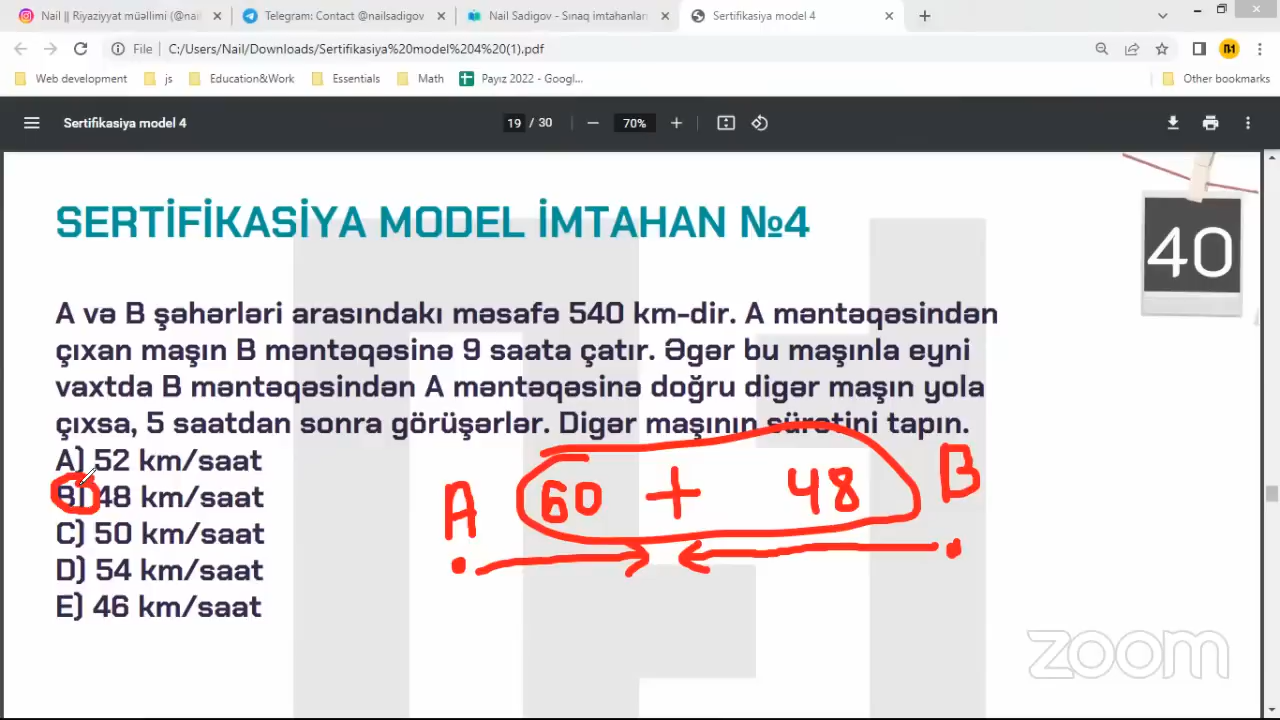 Nail || Riyaziyyat müəllimi (@nail
Telegram: Contact @nailsadigov
Nail Sadigov - Sınaq imtahanları
Sertifikasiya model 4
File
C:/Users/Nail/Downloads/Sertifikasiya%20model%204%20(1).pdf
Web development
js
Education&Work
Essentials
Math
Payız 2022 - Googl...
Other bookmarks
Sertifikasiya model 4
19 / 30
70%
SERTİFİKASİYA MODEL İMTAHAN №4
40
A və B şəhərləri arasındakı məsafə 540 km-dir. A məntəqəsindən
çıxan maşın B məntəqəsinə 9 saata çatır. Əgər bu maşınla eyni
vaxtda B məntəqəsindən A məntəqəsinə doğru digər maşın yola
çıxsa, 5 saatdan sonra görüşərlər. Digər maşının sürətini tapın.
A) 52 km/saat
B) 48 km/saat
C) 50 km/saat
D) 54 km/saat
E) 46 km/saat
A 60 + 48 B
zoom